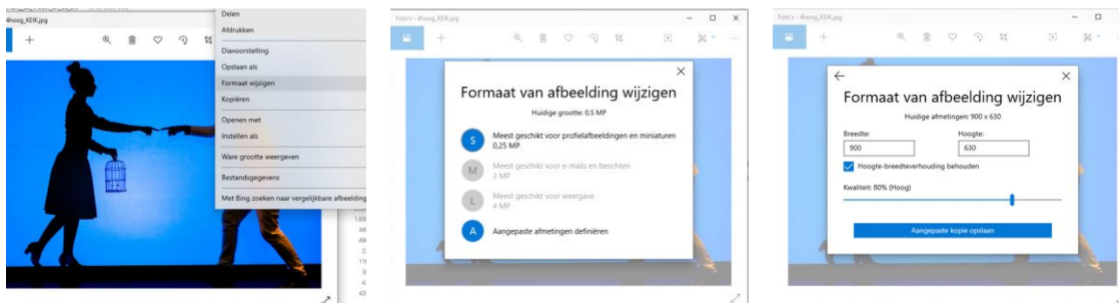 4hoog_KEIK.jpg
Delen
Afdrukken
Diavoorstelling
Opslaan als
Formaat wijzigen
Kopiëren
Openen met
Instellen als
Ware grootte weergeven
Bestandsgegevens
Met Bing zoeken naar vergelijkbare afbeelding
Foto's - 4hoog_KEIK.jpg
Formaat van afbeelding wijzigen
Huidige grootte: 0,5 MP
S
Meest geschikt voor profielafbeeldingen en miniaturen
0,25 MP
M
Meest geschikt voor e-mails en berichten
2 MP
L
Meest geschikt voor weergave
4 MP
A
Aangepaste afmetingen definiëren
Foto's - 4hoog_KEIK.jpg
Formaat van afbeelding wijzigen
Huidige afmetingen: 900 x 630
Breedte:
Hoogte:
900
630
Hoogte-breedteverhouding behouden
Kwaliteit: 80% (Hoog)
Aangepaste kopie opslaan